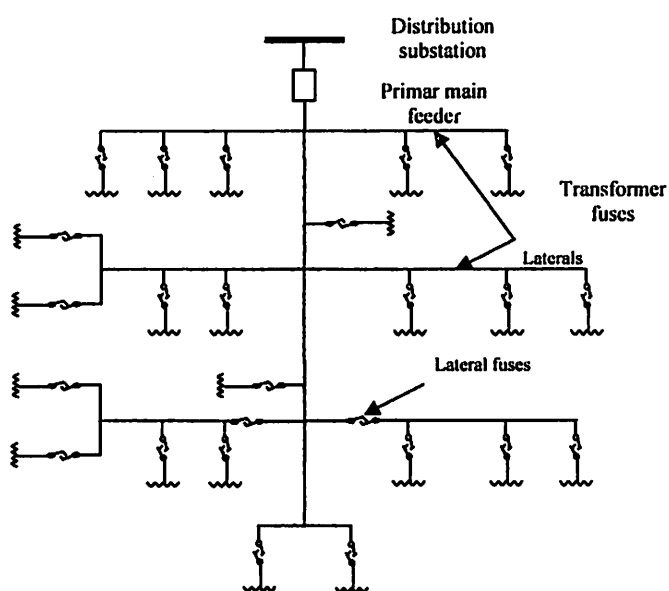 Distribution
substation
Primar main
feeder
Transformer
fuses
Laterals
Lateral fuses